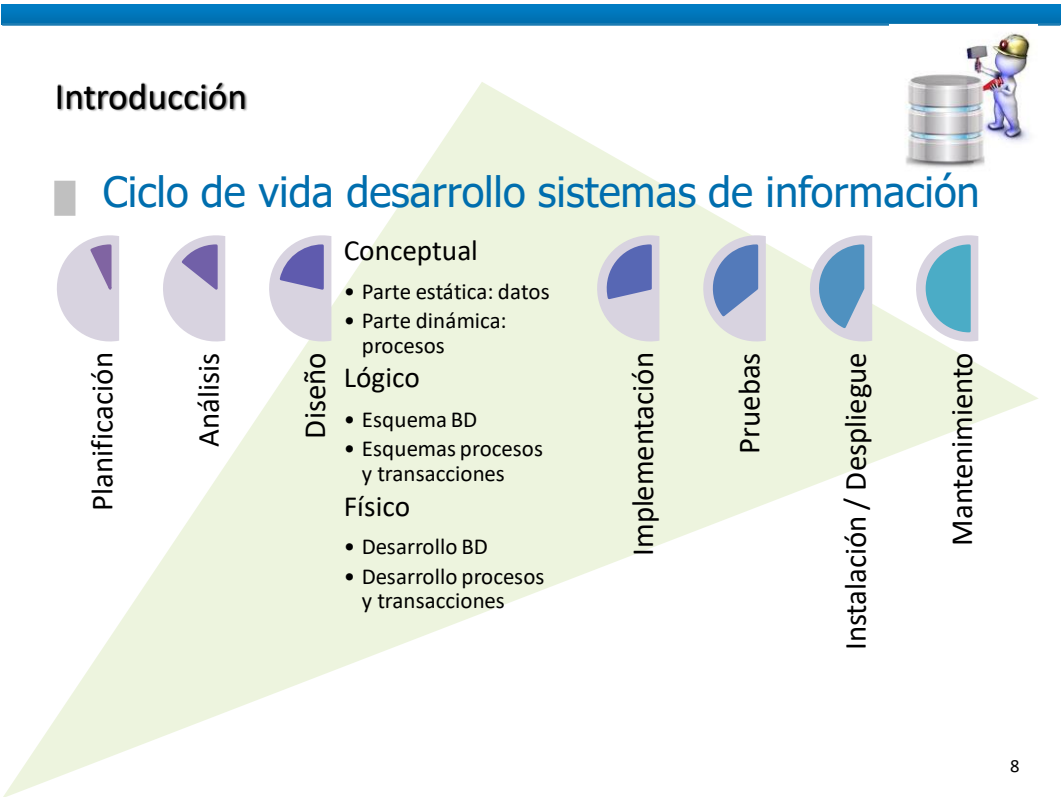 Introducción
Ciclo de vida desarrollo sistemas de información
Planificación
Análisis
Diseño
Conceptual
• Parte estática: datos
• Parte dinámica:
procesos
Lógico
• Esquema BD
• Esquemas procesos
y transacciones
Físico
• Desarrollo BD
• Desarrollo procesos
y transacciones
Implementación
Pruebas
Instalación / Despliegue
Mantenimiento
8